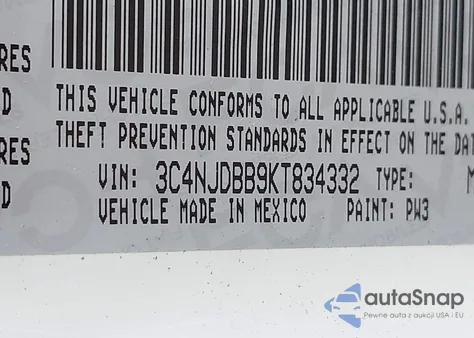 RES
D
THIS VEHICLE CONFORMS TO ALL APPLICABLE U.S.A.
THEFT PREVENTION STANDARDS IN EFFECT ON THE DAT
RES
VIN: 3C4NJDBB9KT834332 TYPE: M
D
VEHICLE MADE IN MEXICO PAINT: PW3
autaSnap
Pewne auta z aukcji USA i EU